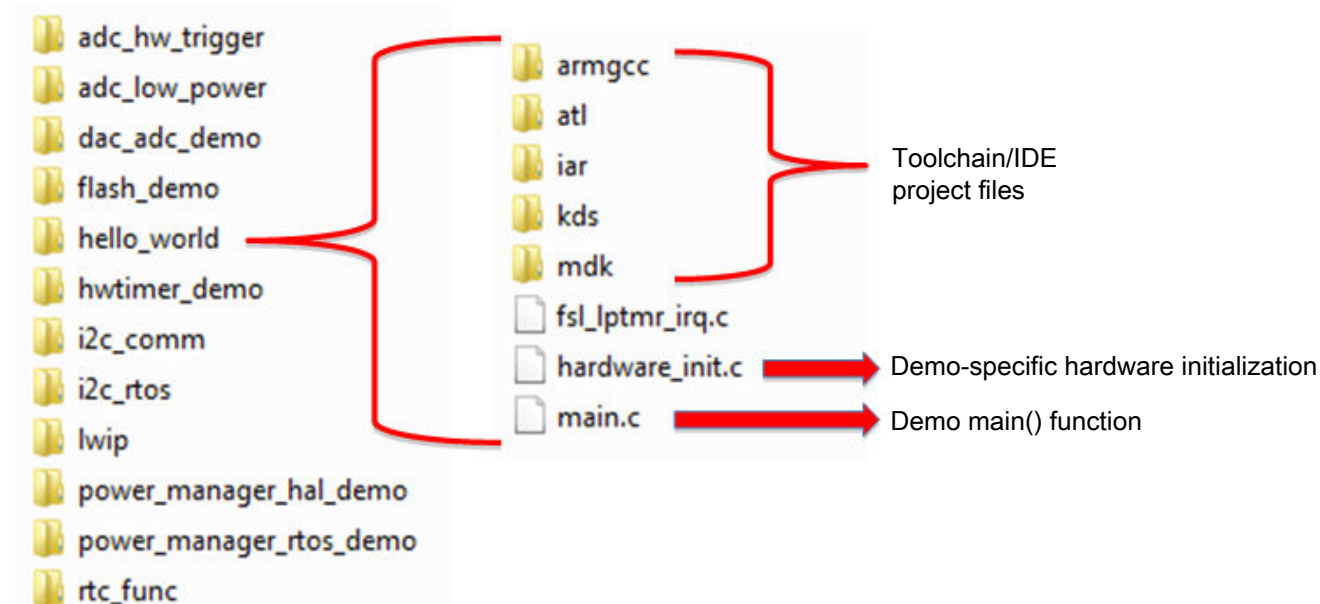 adc_hw_trigger
adc_low_power
dac_adc_demo
flash_demo
hello_world
hwtimer_demo
i2c_comm
i2c_rtos
lwip
power_manager_hal_demo
power_manager_rtos_demo
rtc_func
armgcc
atl
iar
kds
mdk
fsl_lptmr_irq.c
hardware_init.c
main.c
Toolchain/IDE
project files
Demo-specific hardware initialization
Demo main() function